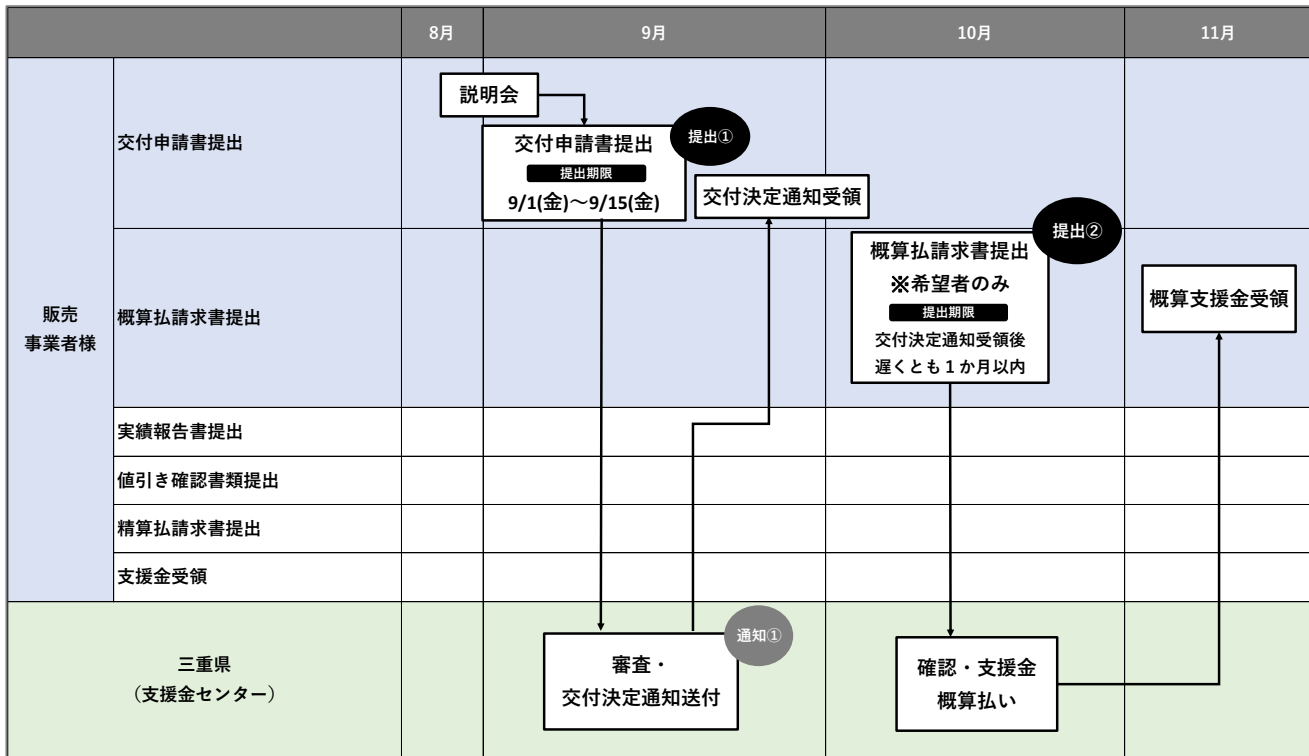 8月
9月
10月
11月
販売
事業者様
交付申請書提出
説明会
交付申請書提出
提出期限
9/1(金)～9/15(金)
提出①
交付決定通知受領
概算払請求書提出
概算払請求書提出
※希望者のみ
提出期限
交付決定通知受領後
遅くとも１か月以内
提出②
概算支援金受領
実績報告書提出
値引き確認書類提出
精算払請求書提出
支援金受領
三重県
（支援金センター）
審査・
交付決定通知送付
通知①
確認・支援金
概算払い